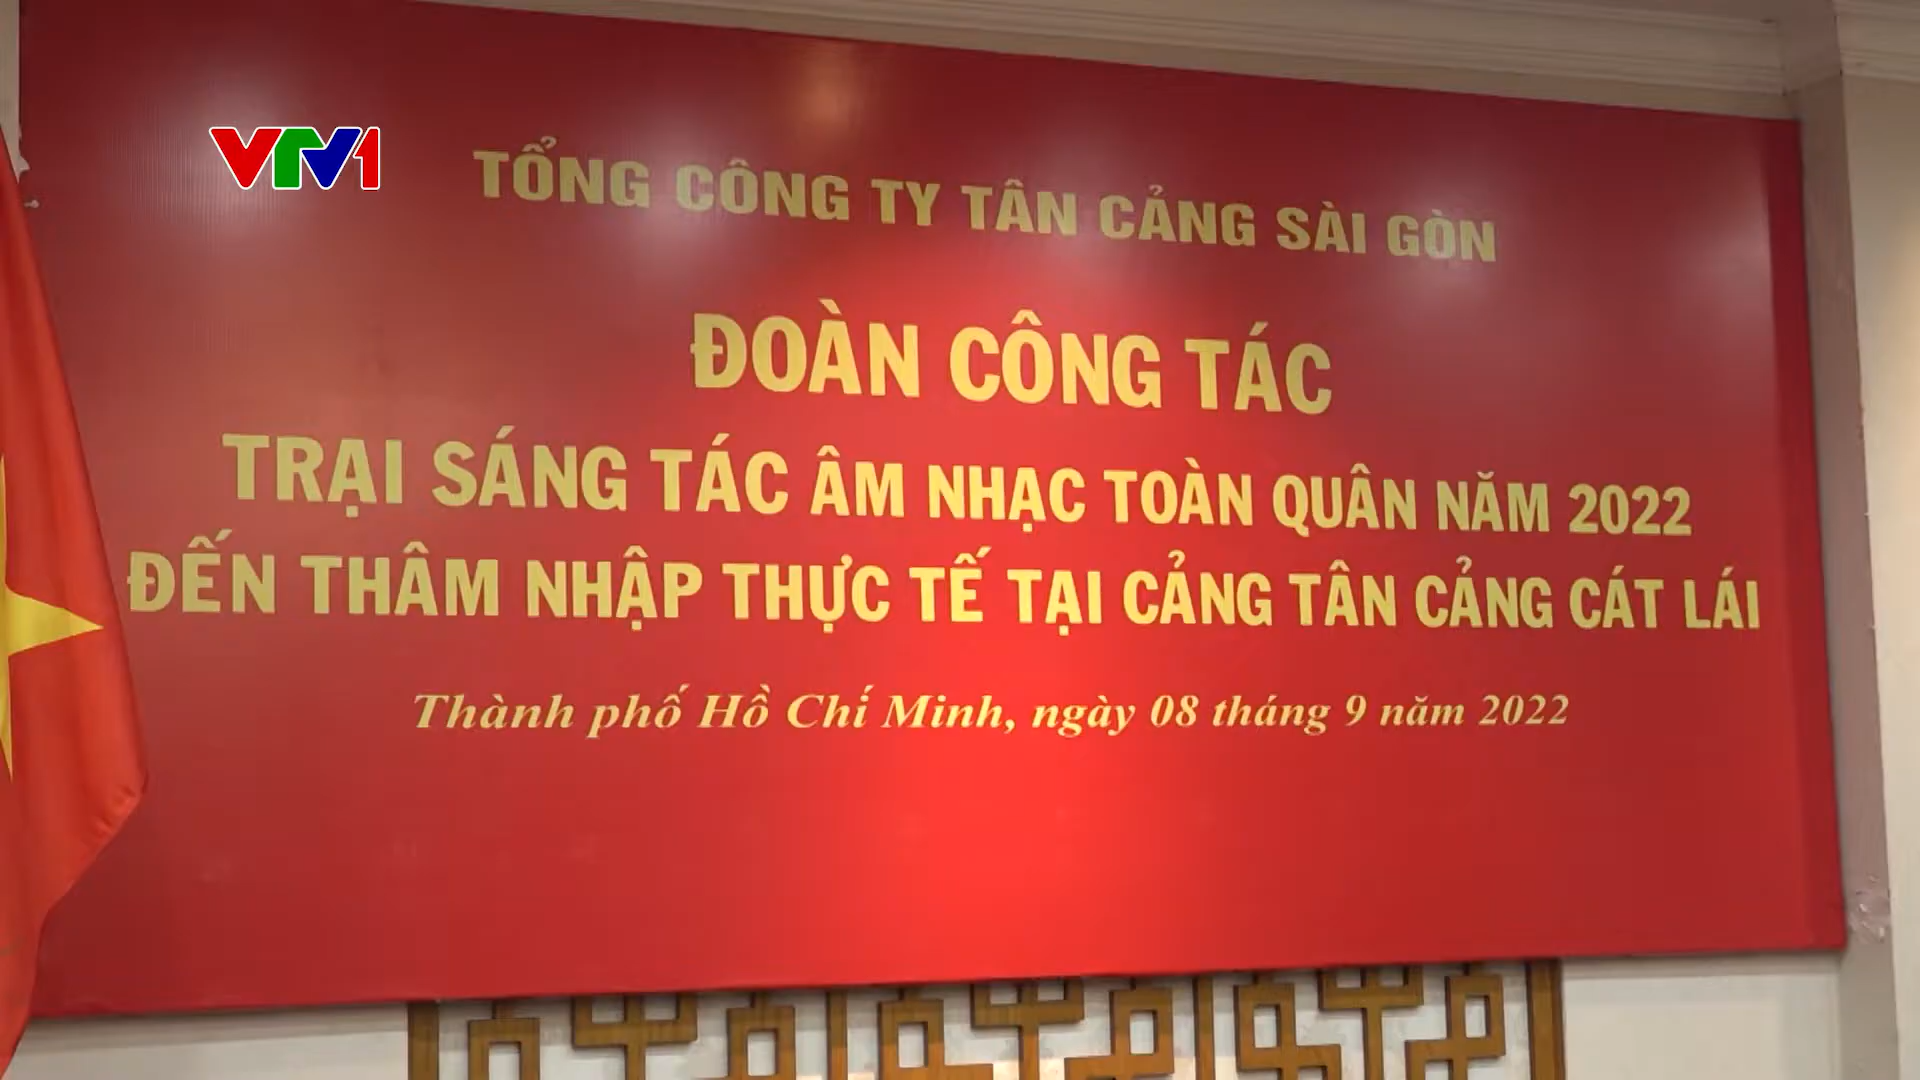 VTV1
TỔNG CÔNG TY TÂN CẢNG SÀI GÒN
ĐOÀN CÔNG TÁC
TRẠI SÁNG TÁC ÂM NHẠC TOÀN QUÂN NĂM 2022
ĐẾN THÂM NHẬP THỰC TẾ TẠI CẢNG TÂN CẢNG CÁT LÁI
Thành phố Hồ Chí Minh, ngày 08 tháng 9 năm 2022